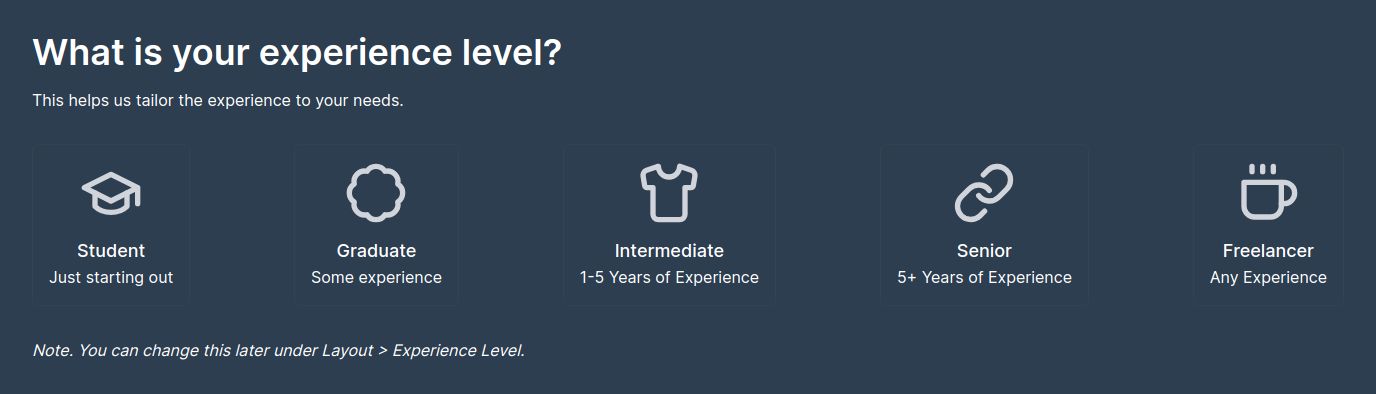 What is your experience level?
This helps us tailor the experience to your needs.
Student
Just starting out
Graduate
Some experience
Intermediate
1-5 Years of Experience
Senior
5+ Years of Experience
Freelancer
Any Experience
Note. You can change this later under Layout > Experience Level.